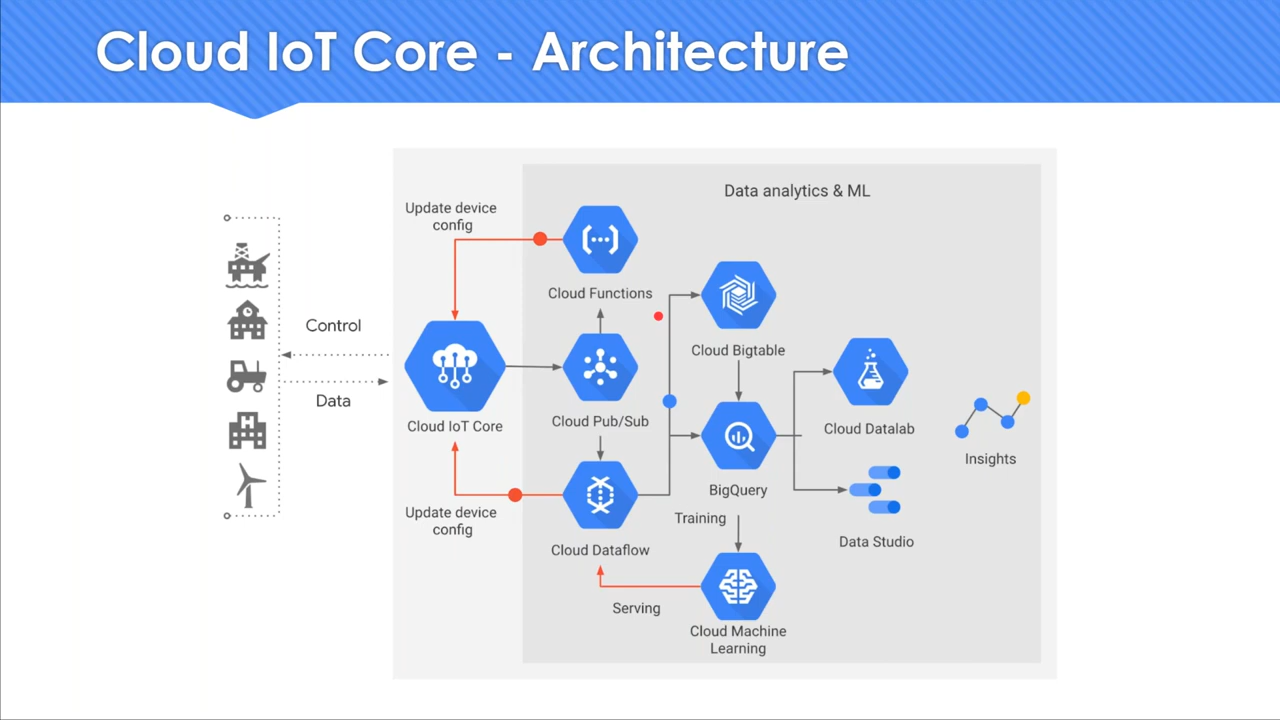 Cloud IoT Core - Architecture
Data analytics & ML
Update device
config
Cloud Functions
Control
Data
Cloud IoT Core
Cloud Pub/Sub
Cloud Bigtable
Cloud Datalab
Insights
BigQuery
Update device
config
Training
Data Studio
Cloud Dataflow
Serving
Cloud Machine
Learning